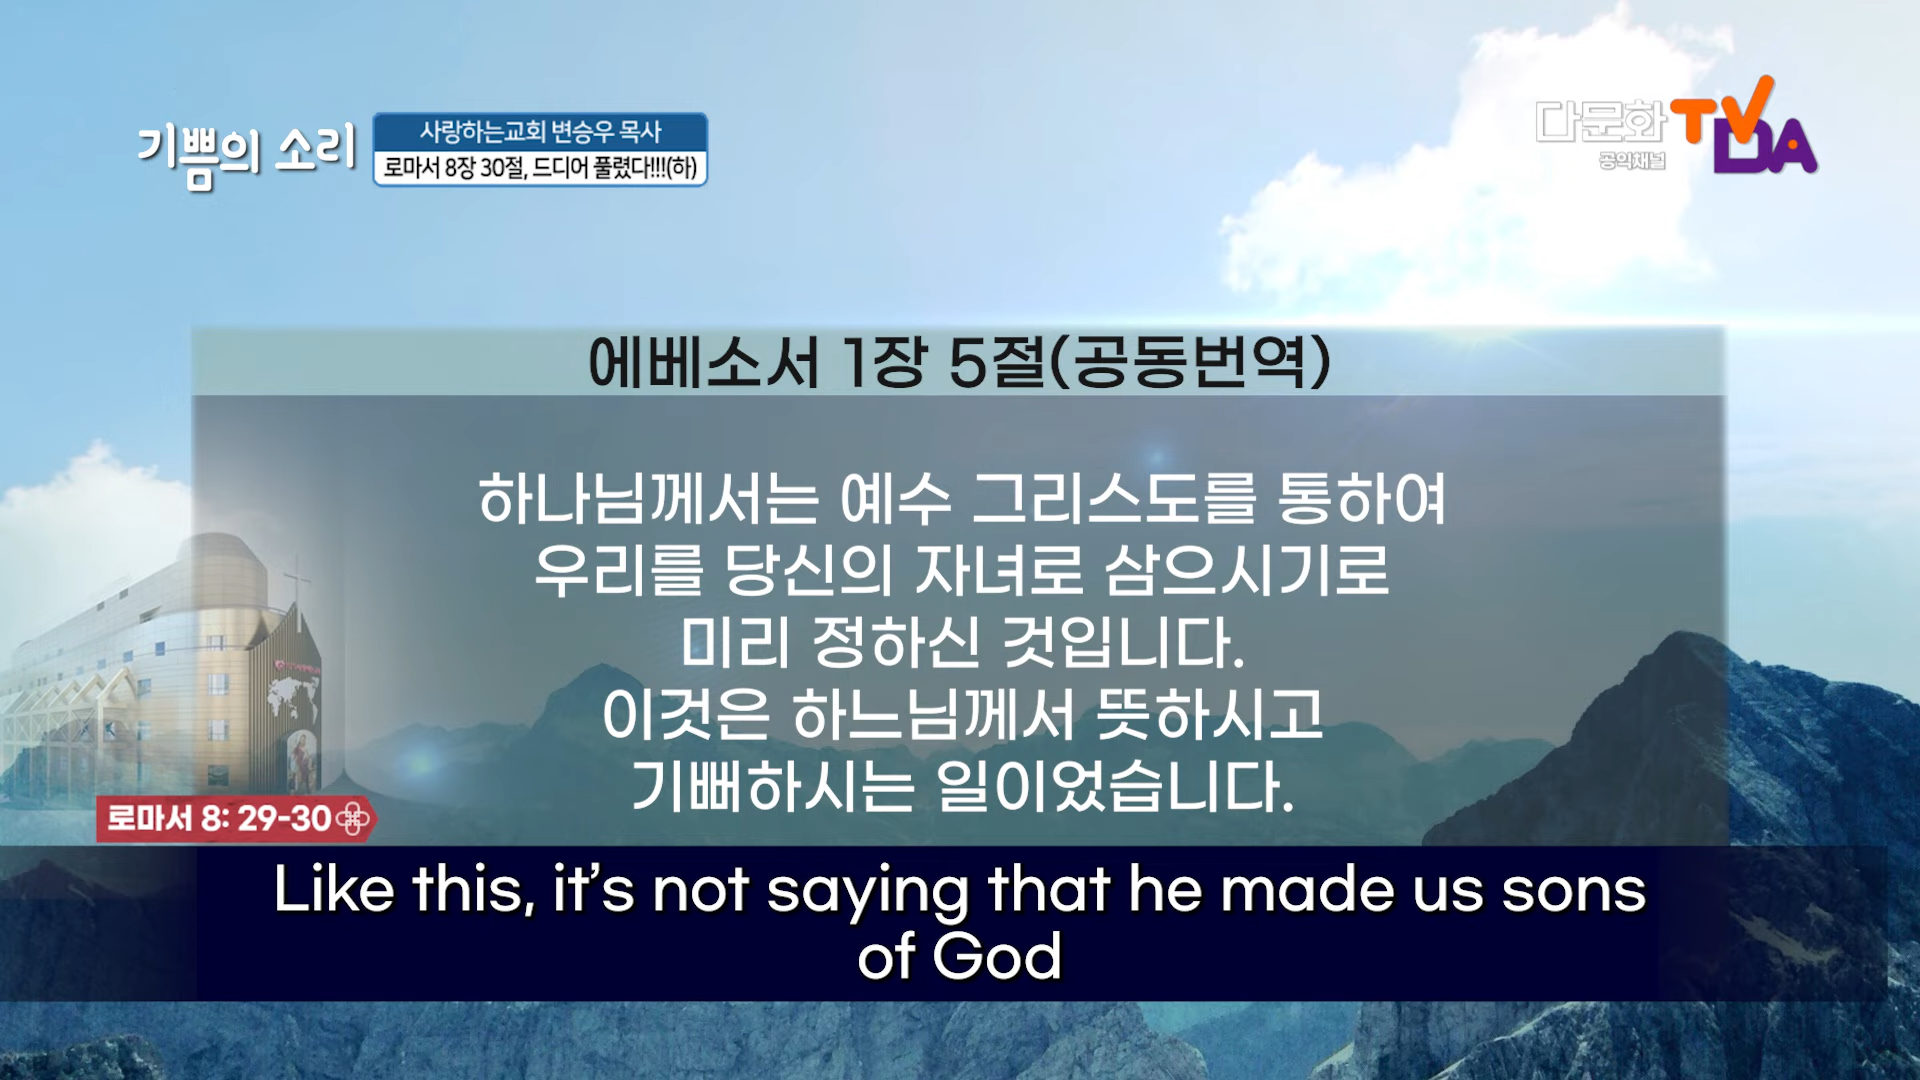 기쁨의 소리
사랑하는교회 변승우 목사
로마서 8장 30절, 드디어 풀렸다!!!(하)
다문화 TV
공익채널 DA
에베소서 1장 5절(공동번역)
하나님께서는 예수 그리스도를 통하여
우리를 당신의 자녀로 삼으시기로
미리 정하신 것입니다.
이것은 하느님께서 뜻하시고
기뻐하시는 일이었습니다.
로마서 8: 29-30
Like this, it’s not saying that he made us sons
of God